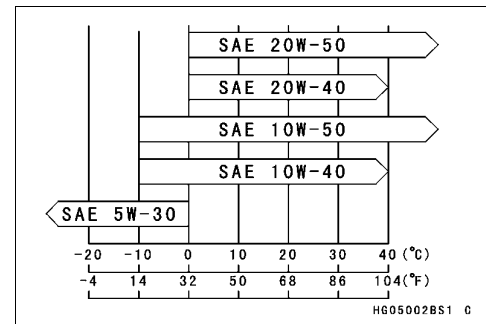 SAE 20W-50
SAE 20W-40
SAE 10W-50
SAE 10W-40
SAE 5W-30
-20 -10 0 10 20 30 40 (°C)
-4 14 32 50 68 86 104(°F)
HG05002BS1 C